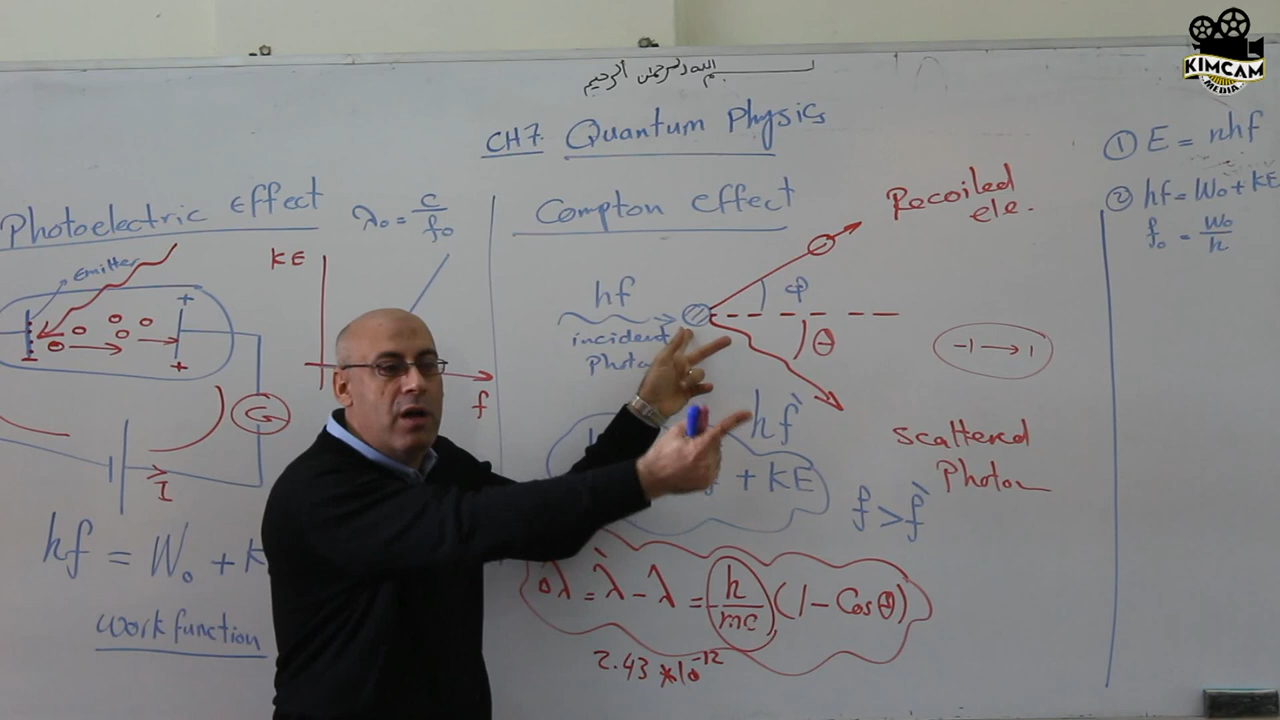 KIMCAM
MEDIA
بسم الله الرحمن الرحيم
CH7. Quantum Physics
Photoelectric Effect
λ₀ = c/f₀
Emitter
+
+
G
I
KE
f
hf = W₀ + K
Work function
Compton effect
Recoiled
ele.
hf
incident
Phot
φ
θ
-1 → 1
hf`
scattered
Photon
+ KE
f > f`
Δλ = λ` - λ = h/mc (1 - Cosθ)
2.43 *10⁻¹²
① E = nhf
② hf = W₀ + KE
f₀ = W₀/h